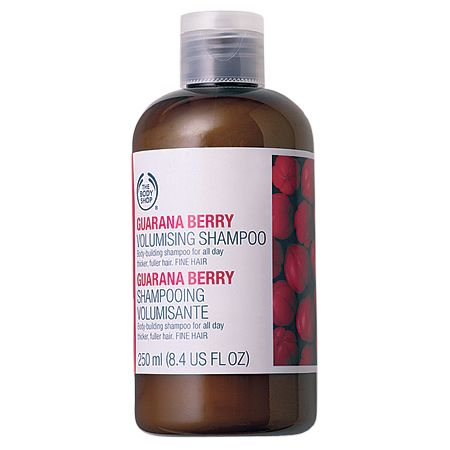 THE
BODY
SHOP
®
GUARANA BERRY
VOLUMISING SHAMPOO
Body-building shampoo for all day
thicker, fuller hair. FINE HAIR
GUARANA BERRY
SHAMPOOING
VOLUMISANTE
Body-building shampoo for all day
thicker, fuller hair. FINE HAIR
250 ml (8.4 US FL OZ)